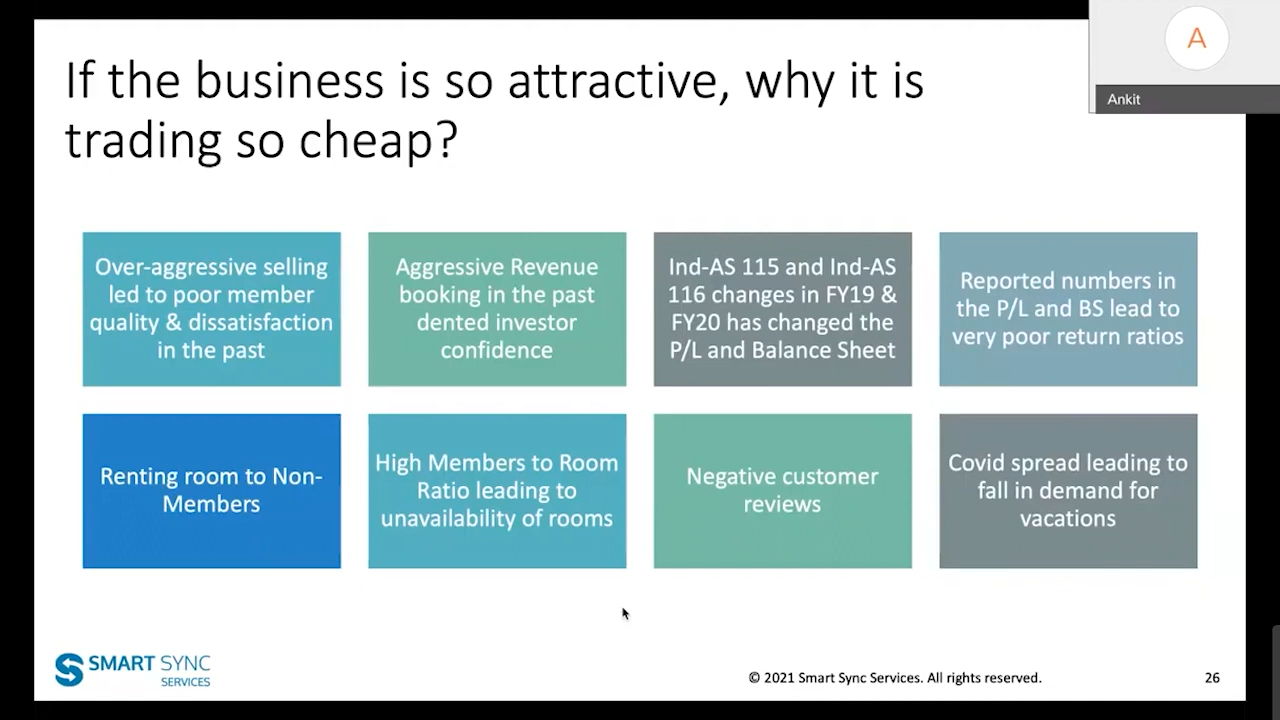 If the business is so attractive, why it is
trading so cheap?
A
Ankit
Over-aggressive selling
led to poor member
quality & dissatisfaction
in the past
Aggressive Revenue
booking in the past
dented investor
confidence
Ind-AS 115 and Ind-AS
116 changes in FY19 &
FY20 has changed the
P/L and Balance Sheet
Reported numbers in
the P/L and BS lead to
very poor return ratios
Renting room to Non-
Members
High Members to Room
Ratio leading to
unavailability of rooms
Negative customer
reviews
Covid spread leading to
fall in demand for
vacations
SMART SYNC
SERVICES
© 2021 Smart Sync Services. All rights reserved.
26